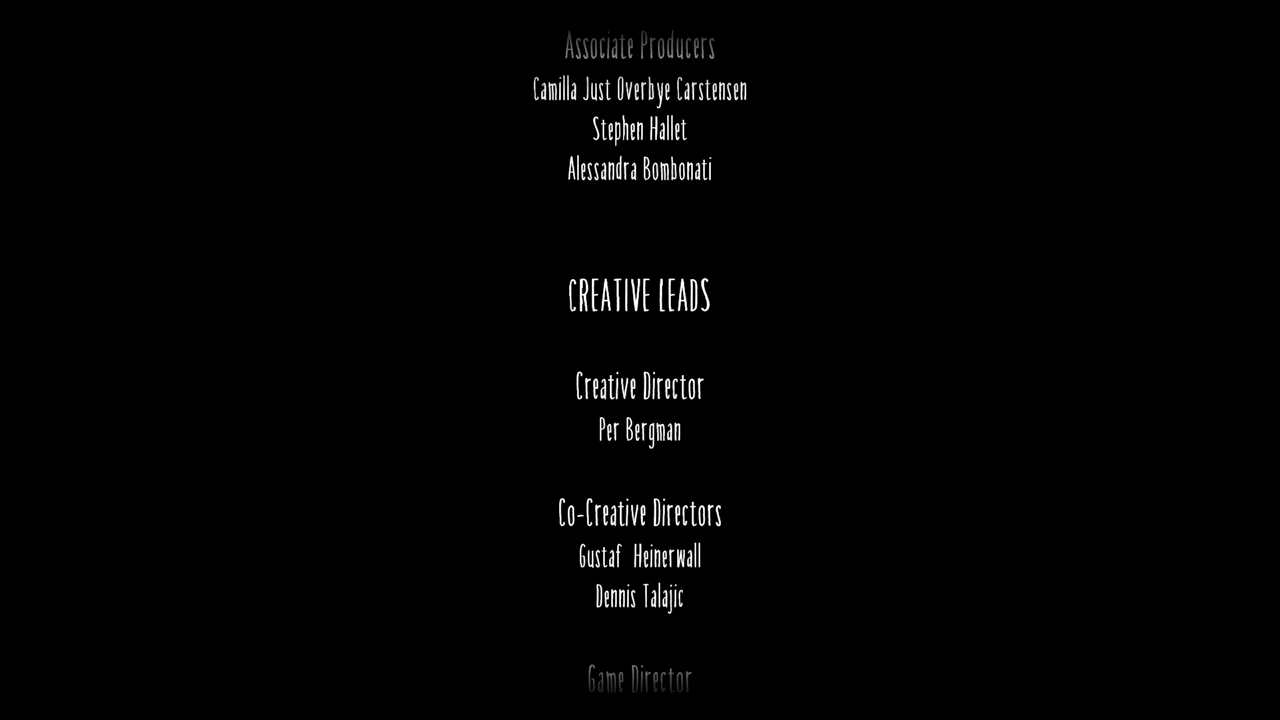 Associate Producers
Camilla Just Overbye Carstensen
Stephen Hallet
Alessandra Bombonati
CREATIVE LEADS
Creative Director
Per Bergman
Co-Creative Directors
Gustaf Heinerwall
Dennis Talajic
Game Director